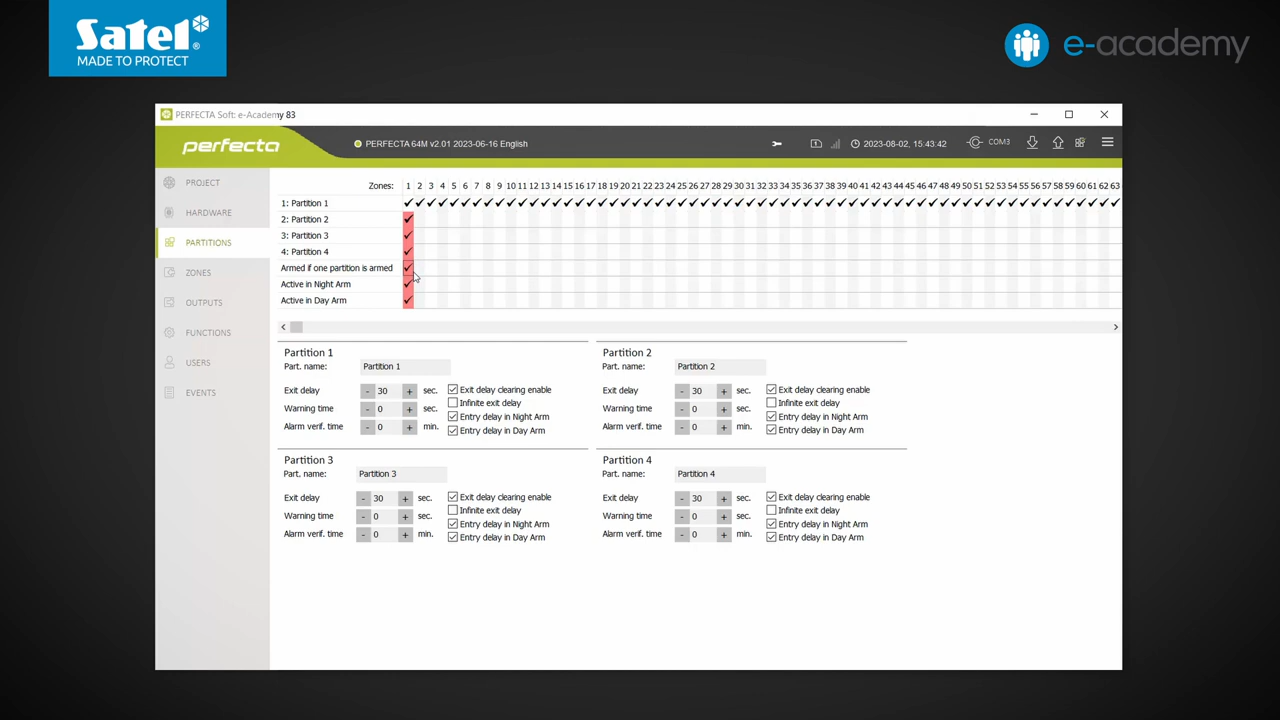 Satel®
MADE TO PROTECT
e-academy
PERFECTA Soft: e-Academy 83
perfecta
PERFECTA 64M v2.01 2023-06-16 English
2023-08-02, 15:43:42
COM3
PROJECT
HARDWARE
PARTITIONS
ZONES
OUTPUTS
FUNCTIONS
USERS
EVENTS
Zones: 1 2 3 4 5 6 7 8 9 10 11 12 13 14 15 16 17 18 19 20 21 22 23 24 25 26 27 28 29 30 31 32 33 34 35 36 37 38 39 40 41 42 43 44 45 46 47 48 49 50 51 52 53 54 55 56 57 58 59 60 61 62 63
1: Partition 1
2: Partition 2
3: Partition 3
4: Partition 4
Armed if one partition is armed
Active in Night Arm
Active in Day Arm
Partition 1
Part. name: Partition 1
Exit delay - 30 + sec. Exit delay clearing enable
Infinite exit delay
Warning time - 0 + sec. Entry delay in Night Arm
Alarm verif. time - 0 + min. Entry delay in Day Arm
Partition 2
Part. name: Partition 2
Exit delay - 30 + sec. Exit delay clearing enable
Infinite exit delay
Warning time - 0 + sec. Entry delay in Night Arm
Alarm verif. time - 0 + min. Entry delay in Day Arm
Partition 3
Part. name: Partition 3
Exit delay - 30 + sec. Exit delay clearing enable
Infinite exit delay
Warning time - 0 + sec. Entry delay in Night Arm
Alarm verif. time - 0 + min. Entry delay in Day Arm
Partition 4
Part. name: Partition 4
Exit delay - 30 + sec. Exit delay clearing enable
Infinite exit delay
Warning time - 0 + sec. Entry delay in Night Arm
Alarm verif. time - 0 + min. Entry delay in Day Arm